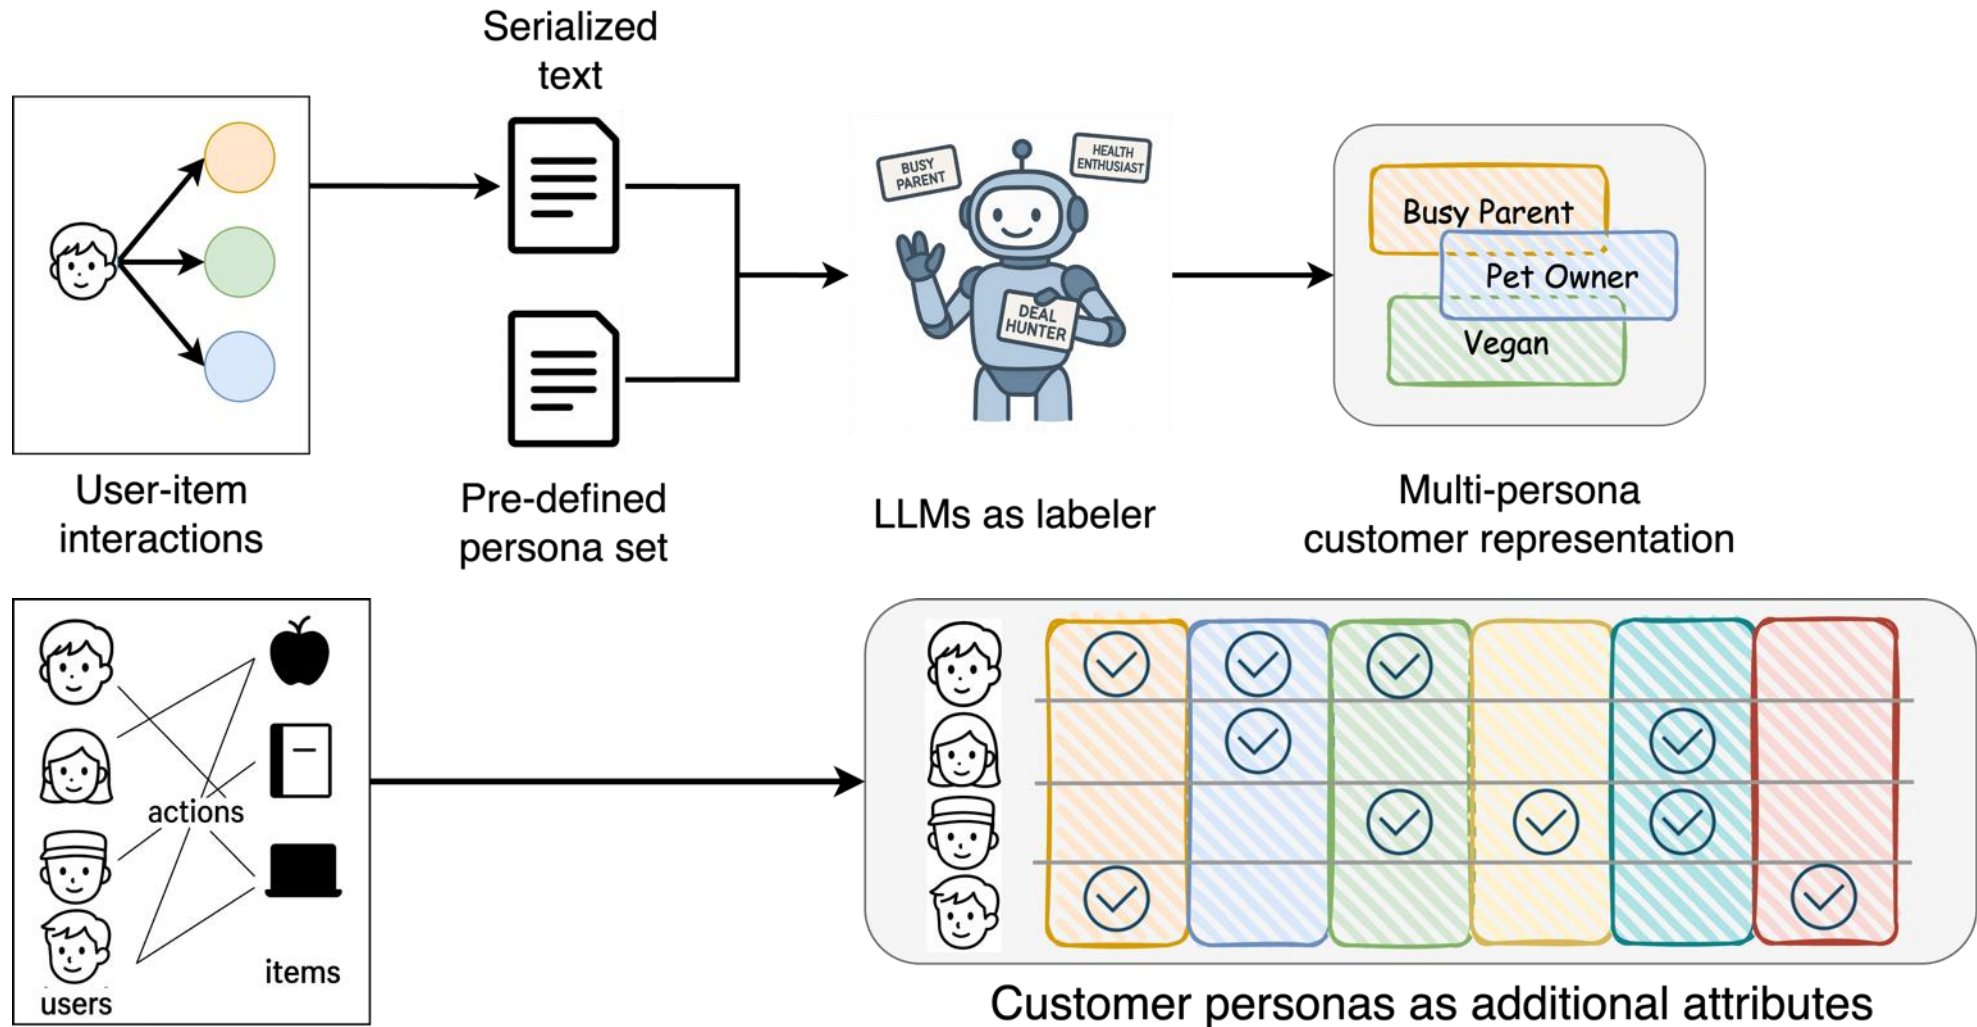 Serialized
text
BUSY
PARENT
HEALTH
ENTHUSIAST
DEAL
HUNTER
Busy Parent
Pet Owner
Vegan
User-item
interactions
Pre-defined
persona set
LLMs as labeler
Multi-persona
customer representation
actions
items
users
Customer personas as additional attributes